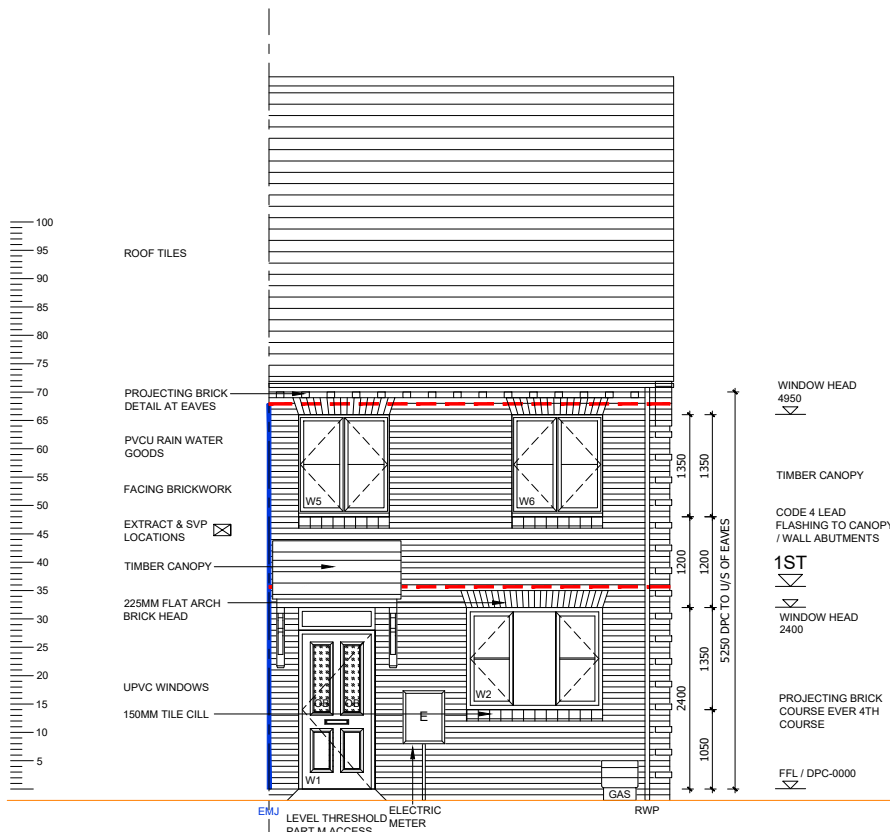 100
95
90
85
80
75
70
65
60
55
50
45
40
35
30
25
20
15
10
5
ROOF TILES
PROJECTING BRICK
DETAIL AT EAVES
PVCU RAIN WATER
GOODS
FACING BRICKWORK
EXTRACT & SVP
LOCATIONS
TIMBER CANOPY
225MM FLAT ARCH
BRICK HEAD
UPVC WINDOWS
150MM TILE CILL
W5
W6
W2
W1
OB
OB
E
GAS
EMJ
LEVEL THRESHOLD
PART M ACCESS
ELECTRIC
METER
RWP
1350
1200
2400
1350
1200
1350
1050
5250 DPC TO U/S OF EAVES
WINDOW HEAD
4950
TIMBER CANOPY
CODE 4 LEAD
FLASHING TO CANOPY
/ WALL ABUTMENTS
1ST
WINDOW HEAD
2400
PROJECTING BRICK
COURSE EVER 4TH
COURSE
FFL / DPC-0000